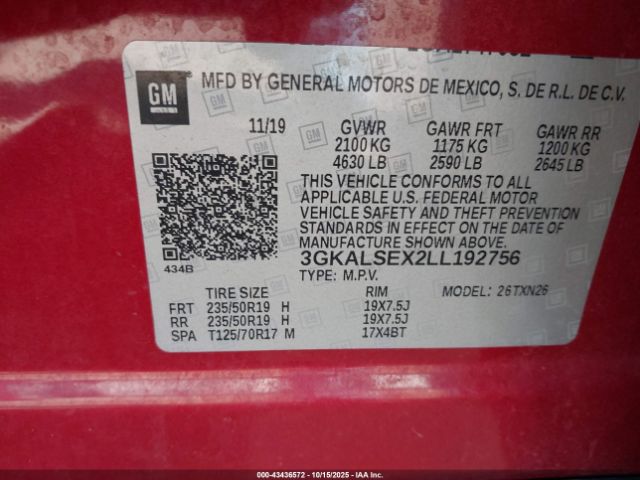 GM
MFD BY GENERAL MOTORS DE MEXICO, S. DE R.L. DE C.V.
11/19 GVWR GAWR FRT GAWR RR
2100 KG 1175 KG 1200 KG
4630 LB 2590 LB 2645 LB
THIS VEHICLE CONFORMS TO ALL
APPLICABLE U.S. FEDERAL MOTOR
VEHICLE SAFETY AND THEFT PREVENTION
STANDARDS IN EFFECT ON THE DATE OF
MANUFACTURE SHOWN ABOVE.
434B
3GKALSEX2LL192756
TYPE: M.P.V. MODEL: 26TXN26
TIRE SIZE RIM
FRT 235/50R19 H 19X7.5J
RR 235/50R19 H 19X7.5J
SPA T125/70R17 M 17X4BT
000-43436572 - 10/15/2025 - IAA Inc.